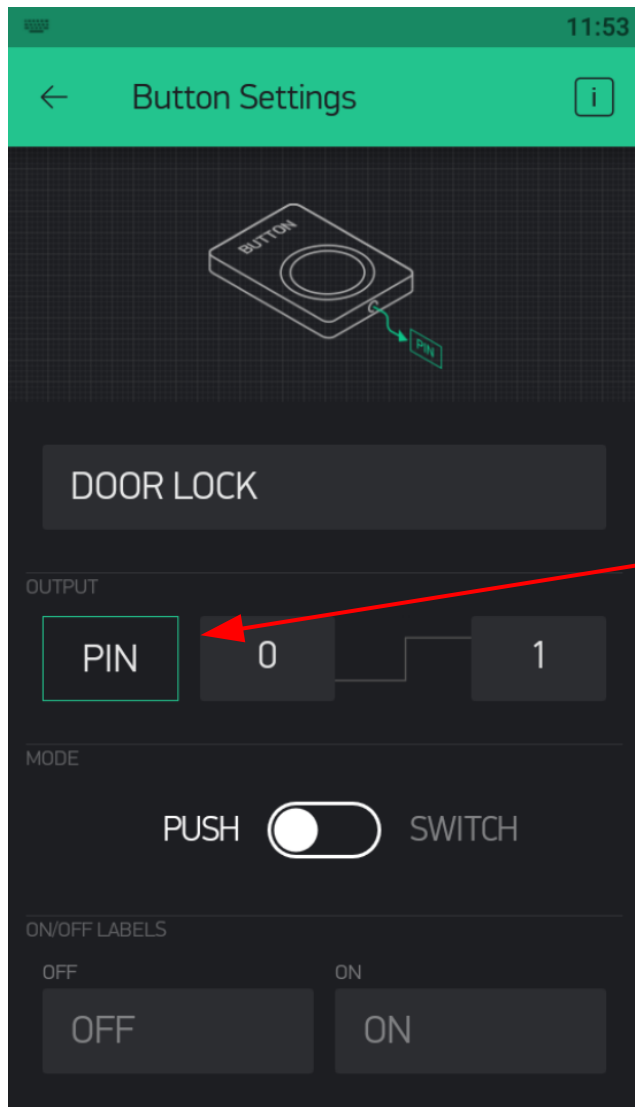 11:53
Button Settings
i
BUTTON
PIN
DOOR LOCK
OUTPUT
PIN 0 1
MODE
PUSH SWITCH
ON/OFF LABELS
OFF ON
OFF ON